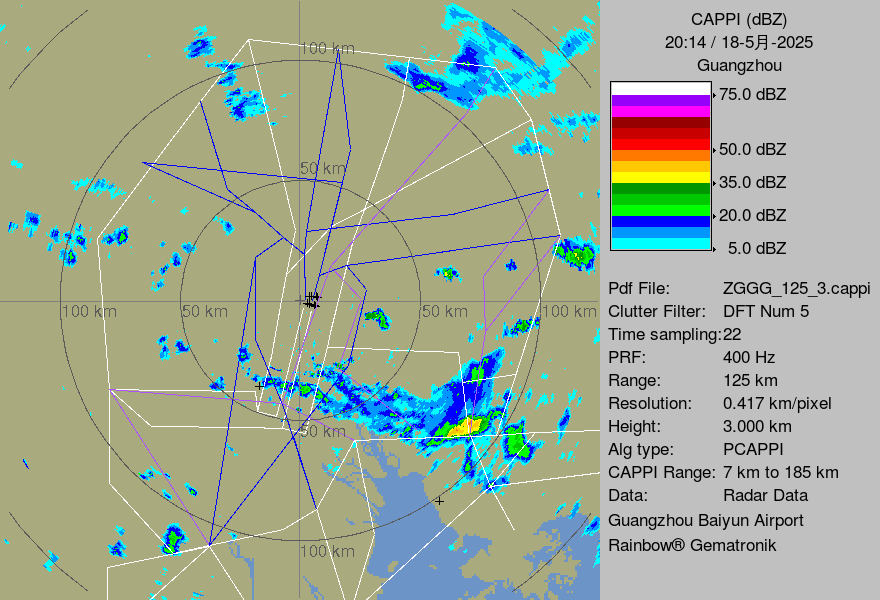 CAPPI (dBZ)
20:14 / 18-5月-2025
Guangzhou
75.0 dBZ
50.0 dBZ
35.0 dBZ
20.0 dBZ
5.0 dBZ
Pdf File: ZGGG_125_3.cappi
Clutter Filter: DFT Num 5
Time sampling:22
PRF: 400 Hz
Range: 125 km
Resolution: 0.417 km/pixel
Height: 3.000 km
Alg type: PCAPPI
CAPPI Range: 7 km to 185 km
Data: Radar Data
Guangzhou Baiyun Airport
Rainbow® Gematronik
100 km
50 km
100 km
50 km
50 km
100 km
50 km
100 km